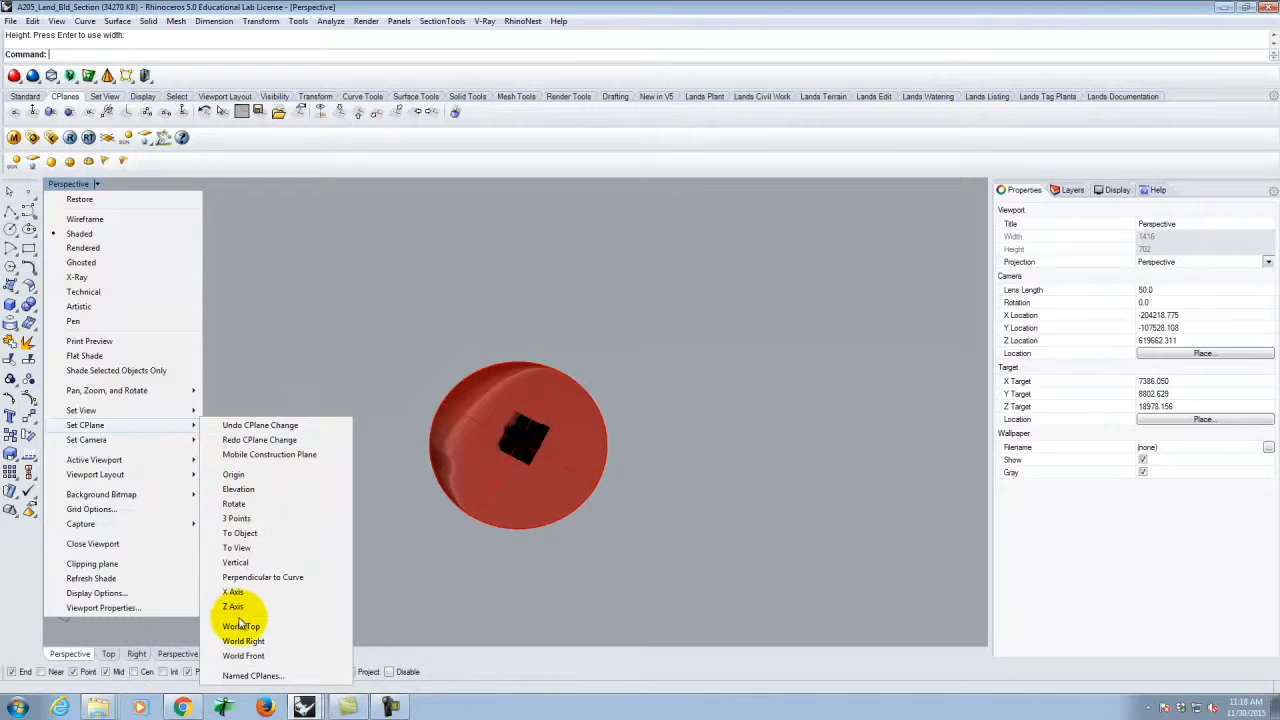 A205_Land_Bld_Section (34270 KB) - Rhinoceros 5.0 Educational Lab License - [Perspective]
File Edit View Curve Surface Solid Mesh Dimension Transform Tools Analyze Render Panels SectionTools V-Ray RhinoNest Help
Height. Press Enter to use width:
Command:
Standard CPlanes Set View Display Select Viewport Layout Visibility Transform Curve Tools Surface Tools Solid Tools Mesh Tools Render Tools Drafting New in V5 Lands Plant Lands Civil Work Lands Terrain Lands Edit Lands Watering Lands Listing Lands Tag Plants Lands Documentation
Perspective
Restore
Wireframe
Shaded
Rendered
Ghosted
X-Ray
Technical
Artistic
Pen
Print Preview
Flat Shade
Shade Selected Objects Only
Pan, Zoom, and Rotate
Set View
Set CPlane
Set Camera
Active Viewport
Viewport Layout
Background Bitmap
Grid Options...
Capture
Close Viewport
Clipping plane
Refresh Shade
Display Options...
Viewport Properties...
Undo CPlane Change
Redo CPlane Change
Mobile Construction Plane
Origin
Elevation
Rotate
3 Points
To Object
To View
Vertical
Perpendicular to Curve
X Axis
Z Axis
World Top
World Right
World Front
Named CPlanes...
Properties Layers Display Help
Viewport
Title Perspective
Width 1416
Height 702
Projection Perspective
Camera
Lens Length 50.0
Rotation 0.0
X Location -204218.775
Y Location -107528.108
Z Location 619662.311
Location Place...
Target
X Target 7386.050
Y Target 8802.629
Z Target 18978.156
Location Place...
Wallpaper
Filename (none)
Show
Gray
Perspective Top Right Perspective
End Near Point Mid Cen Int Project Disable
11:18 AM
11/30/2015